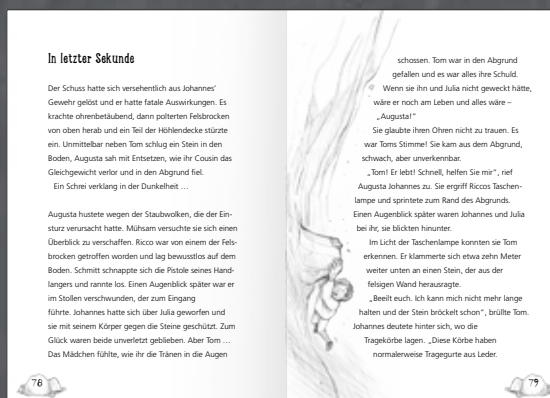 In letzter Sekunde
Der Schuss hatte sich versehentlich aus Johannes'
Gewehr gelöst und er hatte fatale Auswirkungen. Es
krachte ohrenbetäubend, dann polterten Felsbrocken
von oben herab und ein Teil der Höhlendecke stürzte
ein. Unmittelbar neben Tom schlug ein Stein in den
Boden, Augusta sah mit Entsetzen, wie ihr Cousin das
Gleichgewicht verlor und in den Abgrund fiel.
Ein Schrei verklang in der Dunkelheit …
Augusta hustete wegen der Staubwolken, die der Ein-
sturz verursacht hatte. Mühsam versuchte sie sich einen
Überblick zu verschaffen. Ricco war von einem der Fels-
brocken getroffen worden und lag bewusstlos auf dem
Boden. Schmitt schnappte sich die Pistole seines Hand-
langers und rannte los. Einen Augenblick später war er
im Stollen verschwunden, der zum Eingang
führte. Johannes hatte sich über Julia geworfen und
sie mit seinem Körper gegen die Steine geschützt. Zum
Glück waren beide unverletzt geblieben. Aber Tom …
Das Mädchen fühlte, wie ihr die Tränen in die Augen
78
schossen. Tom war in den Abgrund
gefallen und es war alles ihre Schuld.
Wenn sie ihn und Julia nicht geweckt hätte,
wäre er noch am Leben und alles wäre –
„Augusta!"
Sie glaubte ihren Ohren nicht zu trauen. Es
war Toms Stimme! Sie kam aus dem Abgrund,
schwach, aber unverkennbar.
„Tom! Er lebt! Schnell, helfen Sie mir", rief
Augusta Johannes zu. Sie ergriff Riccos Taschen-
lampe und sprintete zum Rand des Abgrunds.
Einen Augenblick später waren Johannes und Julia
bei ihr, sie blickten hinunter.
Im Licht der Taschenlampe konnten sie Tom
erkennen. Er klammerte sich etwa zehn Meter
weiter unten an einen Stein, der aus der
felsigen Wand herausragte.
„Beeilt euch. Ich kann mich nicht mehr lange
halten und der Stein bröckelt schon", brüllte Tom.
Johannes deutete hinter sich, wo die
Tragekörbe lagen. „Diese Körbe haben
normalerweise Tragegurte aus Leder.
79